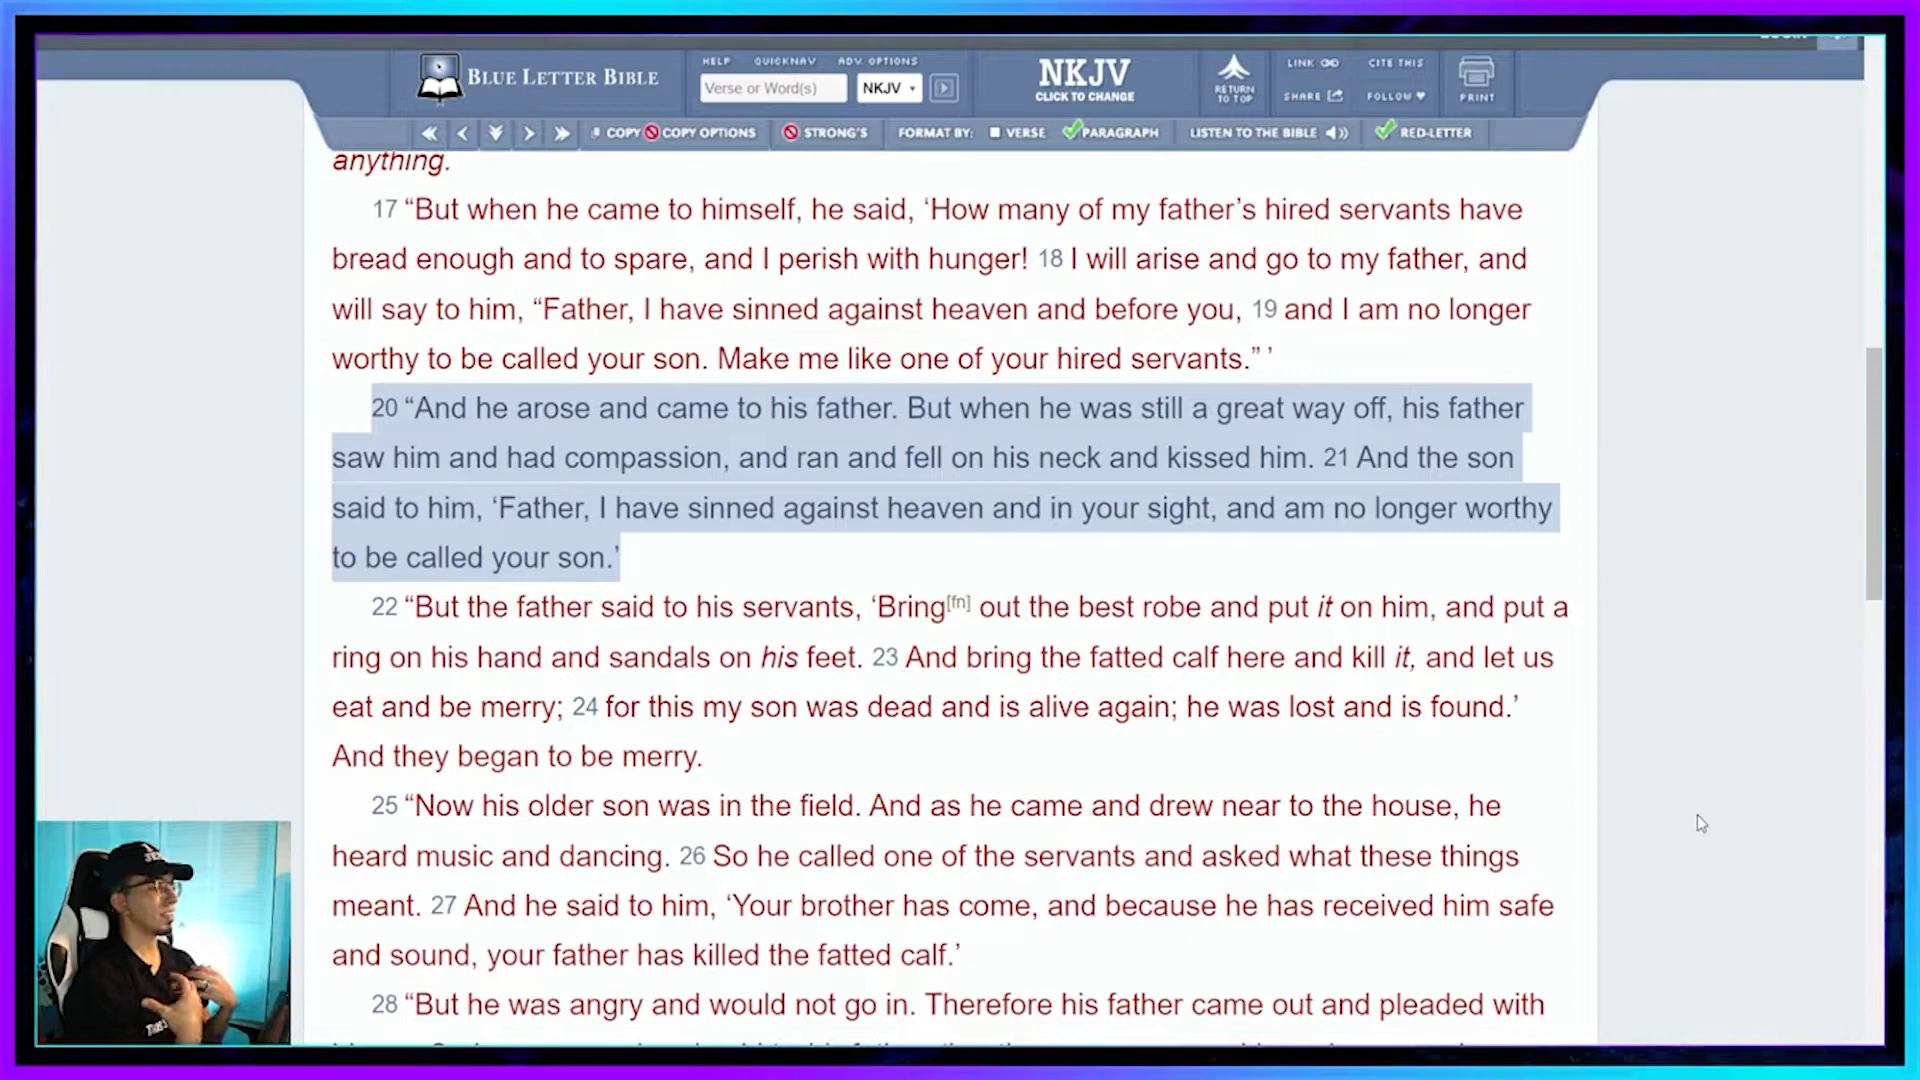 BLUE LETTER BIBLE
HELP QUICKNAV ADV. OPTIONS
Verse or Word(s) NKJV
NKJV
CLICK TO CHANGE
RETURN
TO TOP
LINK CITE THIS
SHARE FOLLOW
PRINT
COPY COPY OPTIONS STRONG'S FORMAT BY: VERSE PARAGRAPH LISTEN TO THE BIBLE RED-LETTER
anything.
17 “But when he came to himself, he said, ‘How many of my father’s hired servants have
bread enough and to spare, and I perish with hunger! 18 I will arise and go to my father, and
will say to him, “Father, I have sinned against heaven and before you, 19 and I am no longer
worthy to be called your son. Make me like one of your hired servants.” ’
20 “And he arose and came to his father. But when he was still a great way off, his father
saw him and had compassion, and ran and fell on his neck and kissed him. 21 And the son
said to him, ‘Father, I have sinned against heaven and in your sight, and am no longer worthy
to be called your son.’
22 “But the father said to his servants, ‘Bring[fn] out the best robe and put it on him, and put a
ring on his hand and sandals on his feet. 23 And bring the fatted calf here and kill it, and let us
eat and be merry; 24 for this my son was dead and is alive again; he was lost and is found.’
And they began to be merry.
25 “Now his older son was in the field. And as he came and drew near to the house, he
heard music and dancing. 26 So he called one of the servants and asked what these things
meant. 27 And he said to him, ‘Your brother has come, and because he has received him safe
and sound, your father has killed the fatted calf.’
28 “But he was angry and would not go in. Therefore his father came out and pleaded with